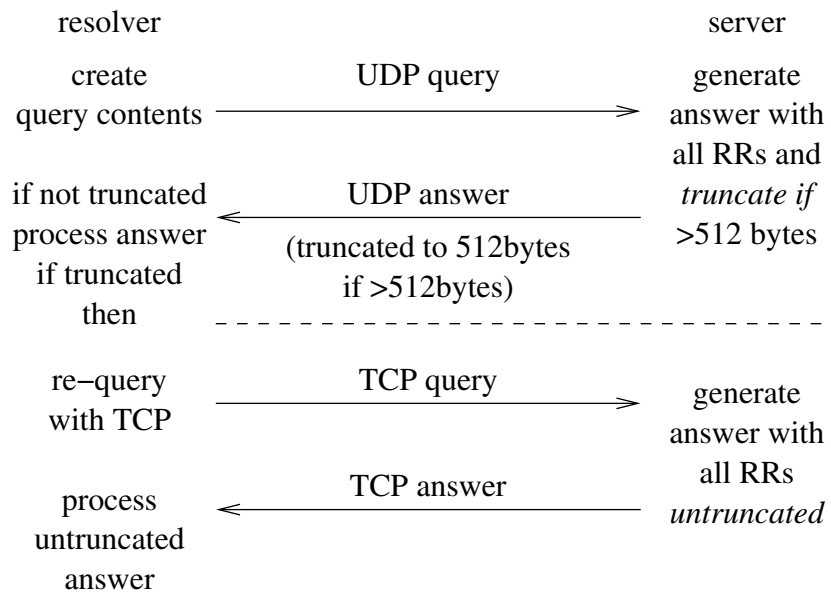 resolver
server
create
query contents
UDP query
generate
answer with
all RRs and
truncate if
>512 bytes
if not truncated
process answer
if truncated
then
UDP answer
(truncated to 512bytes
if >512bytes)
re−query
with TCP
TCP query
generate
answer with
all RRs
untruncated
TCP answer
process
untruncated
answer